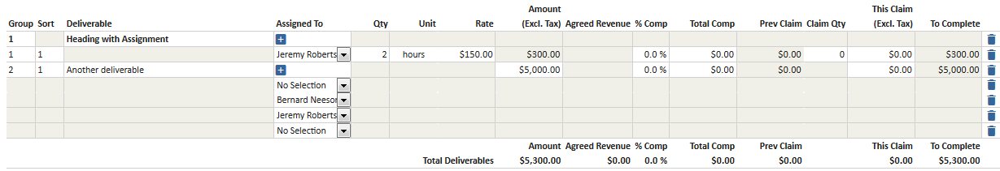 Amount This Claim
Group Sort Deliverable Assigned To Qty Unit Rate (Excl. Tax) Agreed Revenue % Comp Total Comp Prev Claim Claim Qty (Excl. Tax) To Complete
1 Heading with Assignment +
1 1 Jeremy Roberts 2 hours $150.00 $300.00 0.0 % $0.00 $0.00 0 $0.00 $300.00
2 1 Another deliverable + $5,000.00 0.0 % $0.00 $0.00 $0.00 $5,000.00
No Selection
Bernard Neeson
Jeremy Roberts
No Selection
Amount Agreed Revenue % Comp Total Comp Prev Claim This Claim To Complete
Total Deliverables $5,300.00 $0.00 0.0 % $0.00 $0.00 $0.00 $5,300.00